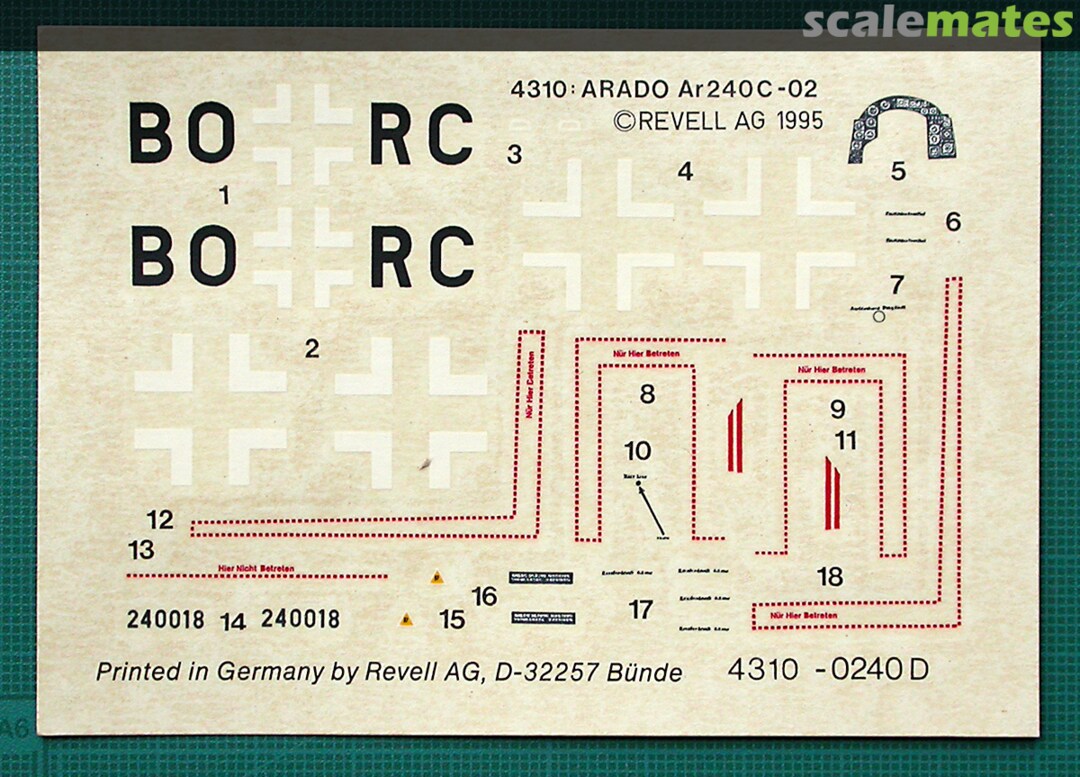 scalemates
4310: ARADO Ar240C-02
©REVELL AG 1995
BO RC
1
3
4
5
6
BO RC
7
2
Nür Hier Betreten
Nür Hier Betreten
Nür Hier Betreten
8
9
10
11
12
13
Hier Nicht Betreten
240018 14 240018
15
16
17
18
Nür Hier Betreten
Printed in Germany by Revell AG, D-32257 Bünde
4310 -0240 D
A6